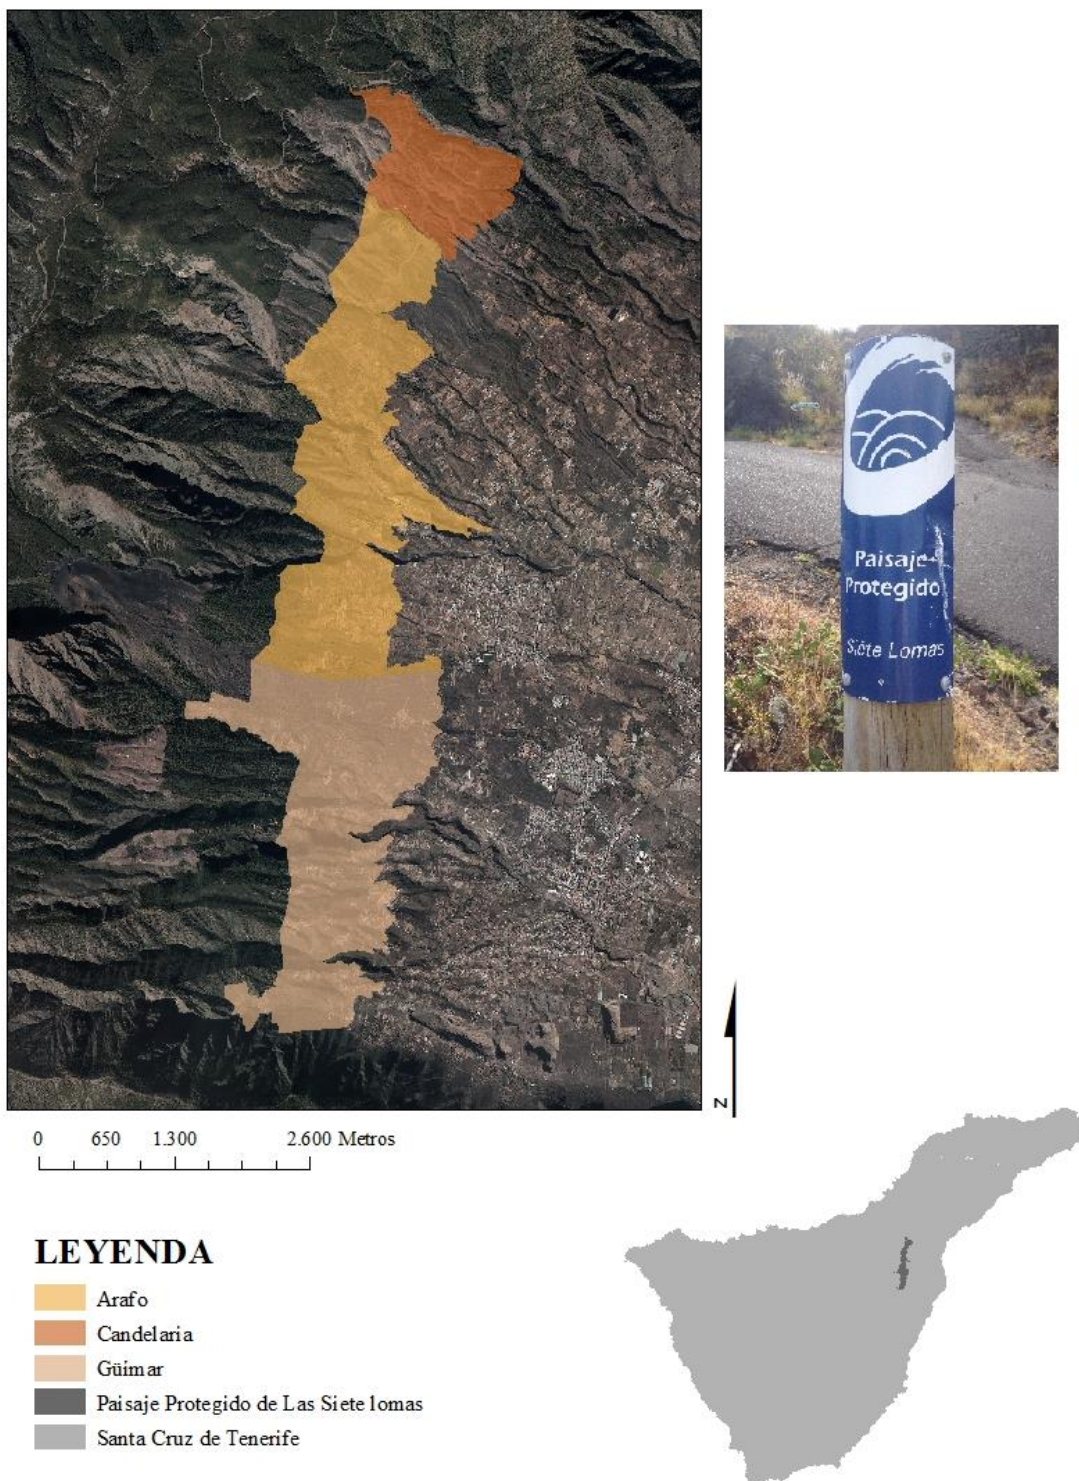 Paisaje
Protegido
Siete Lomas
N
0 650 1.300 2.600 Metros
LEYENDA
Arafo
Candelaria
Güímar
Paisaje Protegido de Las Siete lomas
Santa Cruz de Tenerife